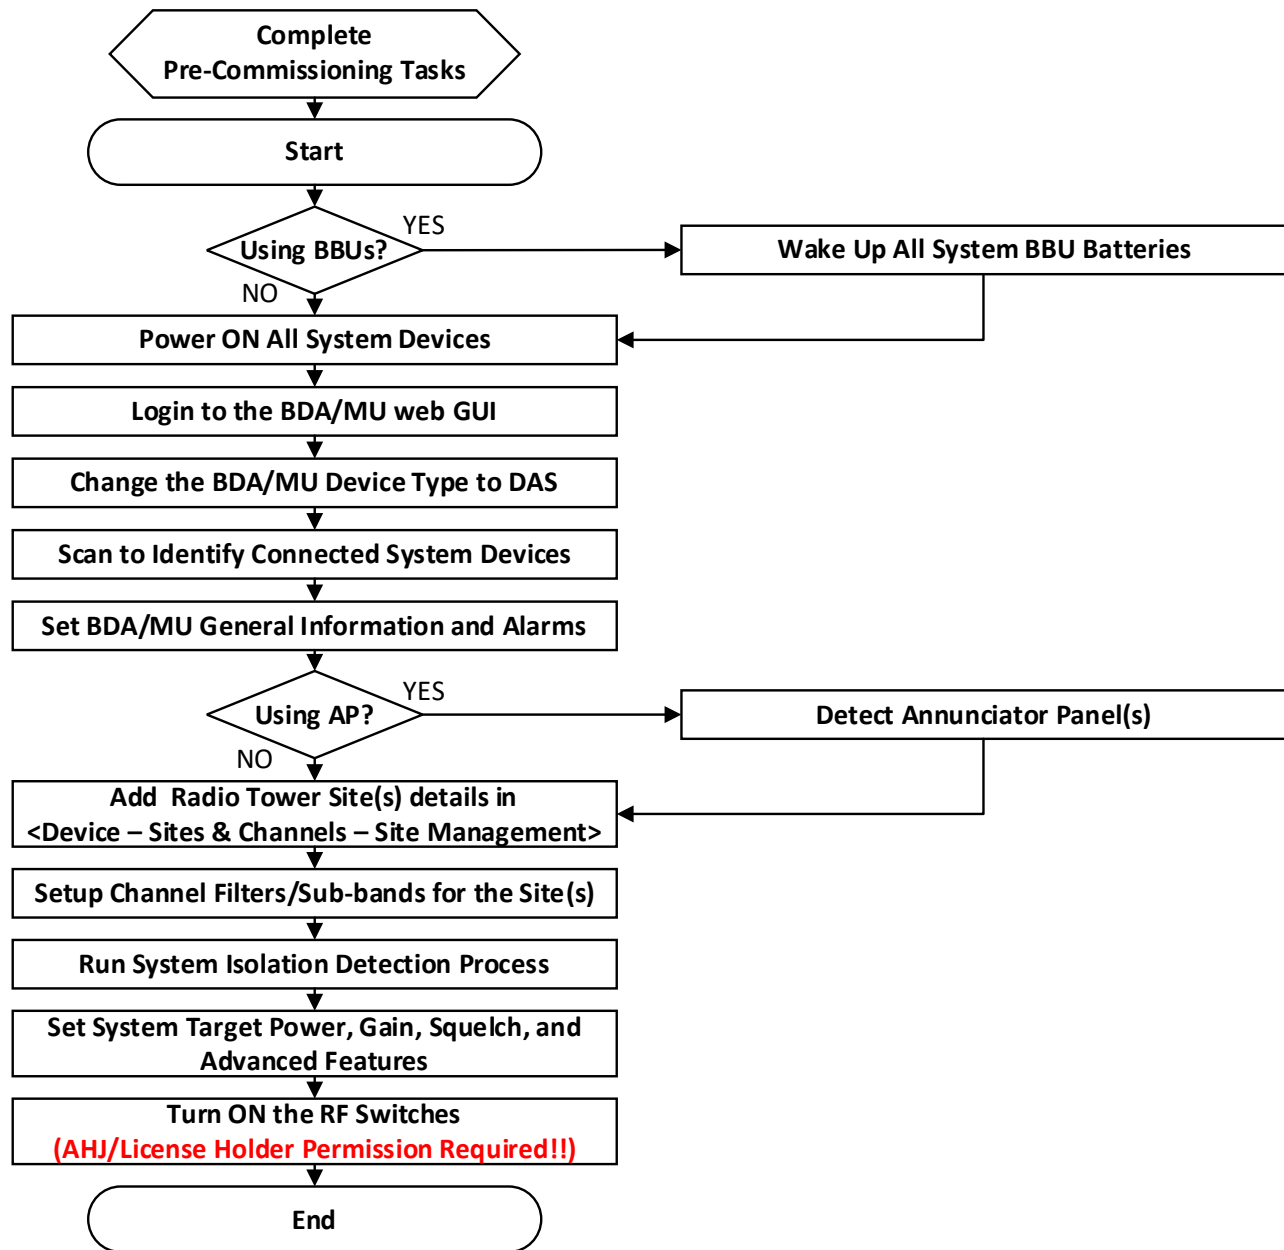 Complete
Pre-Commissioning Tasks
Start
Using BBUs?
YES
Wake Up All System BBU Batteries
NO
Power ON All System Devices
Login to the BDA/MU web GUI
Change the BDA/MU Device Type to DAS
Scan to Identify Connected System Devices
Set BDA/MU General Information and Alarms
Using AP?
YES
Detect Annunciator Panel(s)
NO
Add Radio Tower Site(s) details in
<Device – Sites & Channels – Site Management>
Setup Channel Filters/Sub-bands for the Site(s)
Run System Isolation Detection Process
Set System Target Power, Gain, Squelch, and
Advanced Features
Turn ON the RF Switches
(AHJ/License Holder Permission Required!!)
End